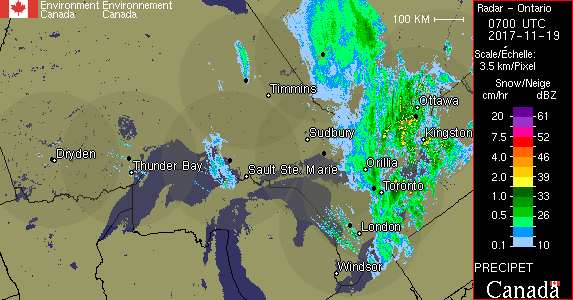 Environment Environnement
Canada Canada
100 KM
Timmins
Ottawa
Sudbury
Kingston
Dryden
Thunder Bay
Sault Ste. Marie
Orillia
Toronto
London
Windsor
Radar - Ontario
0700 UTC
2017-11-19
Scale/Échelle:
3.5 km/Pixel
Snow/Neige
cm/hr dBZ
20 61
7.5 52
4.0 46
2.0 39
1.0 33
0.5 26
0.1 10
PRECIPET
Canada